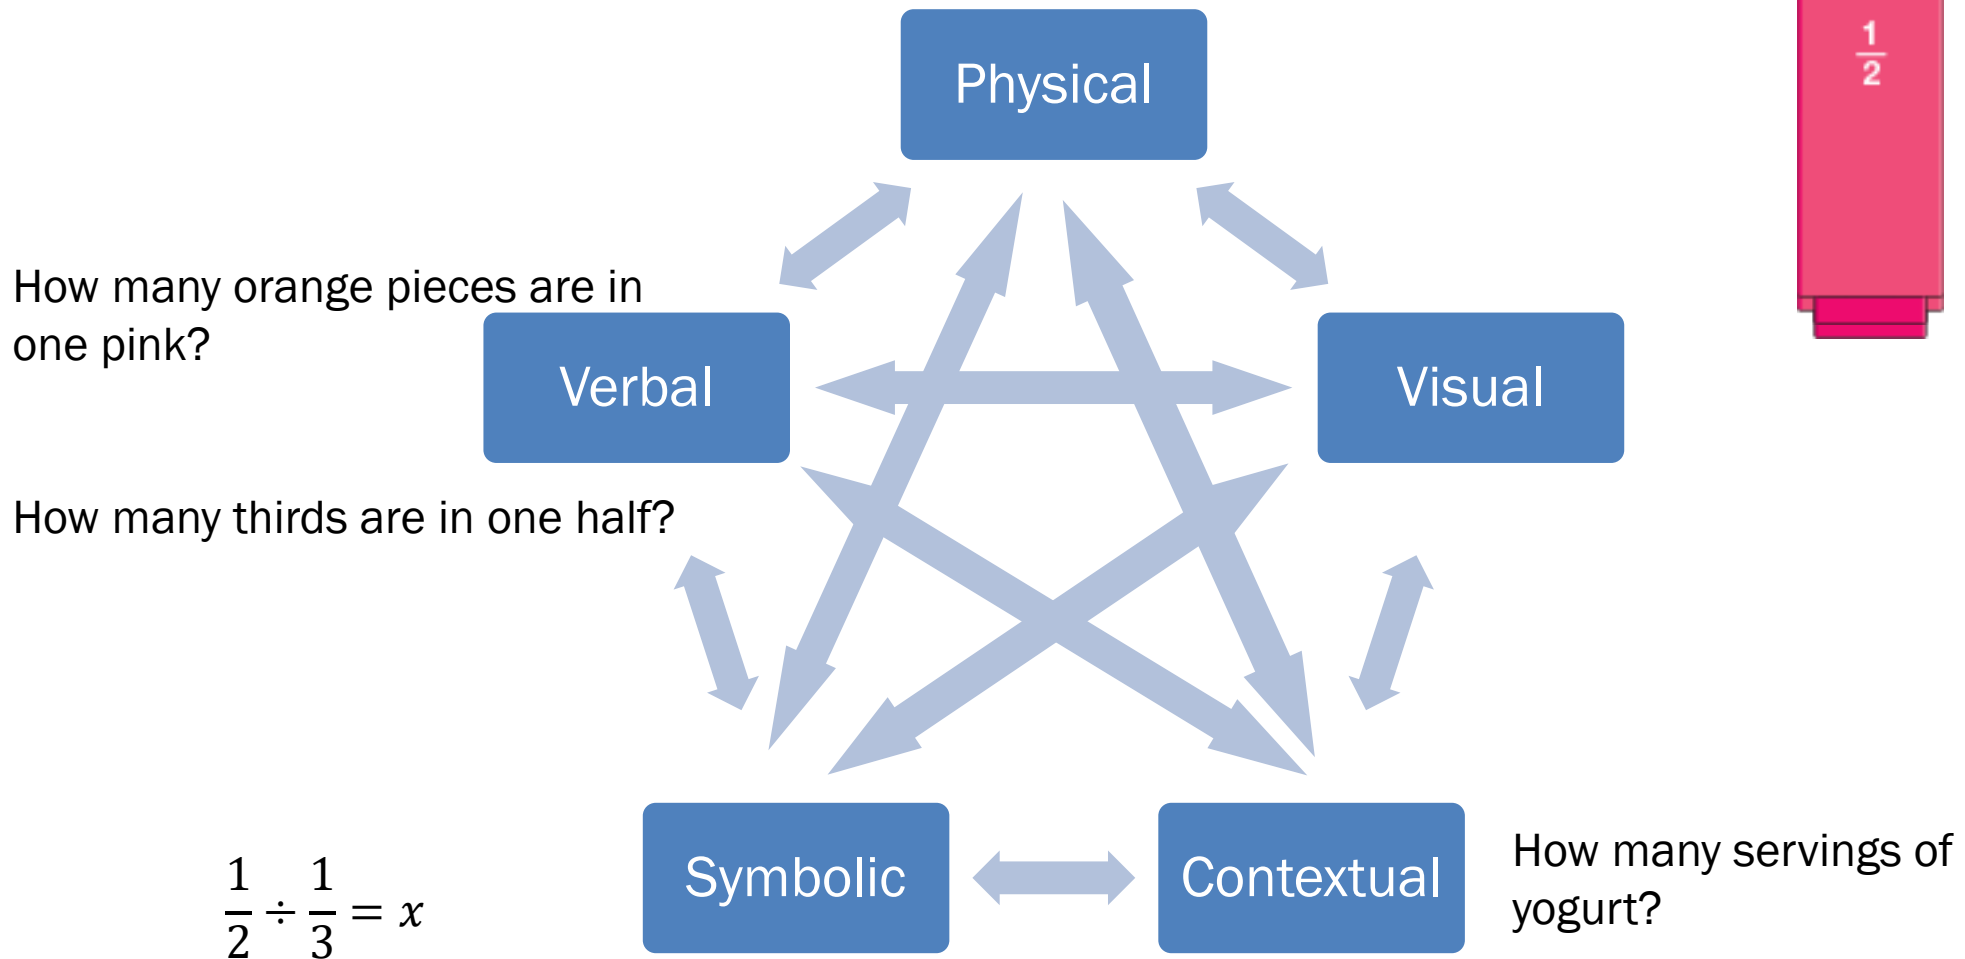 Physical
1
2
How many orange pieces are in
one pink?
Verbal
Visual
How many thirds are in one half?
Symbolic
Contextual
How many servings of
yogurt?
1/2 ÷ 1/3 = x